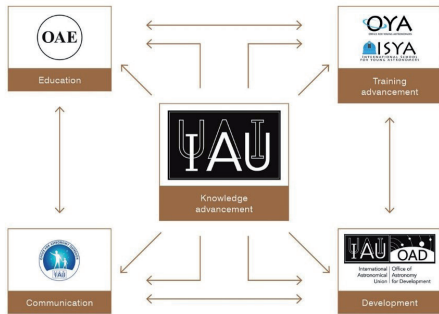 OAE
Education
OYA
ISYA
INTERNATIONAL SCHOOL
FOR YOUNG ASTRONOMERS
Training
advancement
UAI
IAU
Knowledge
advancement
IAU
Communication
IAU
OAD
International
Astronomical
Union
Office of
Astronomy
for Development
Development